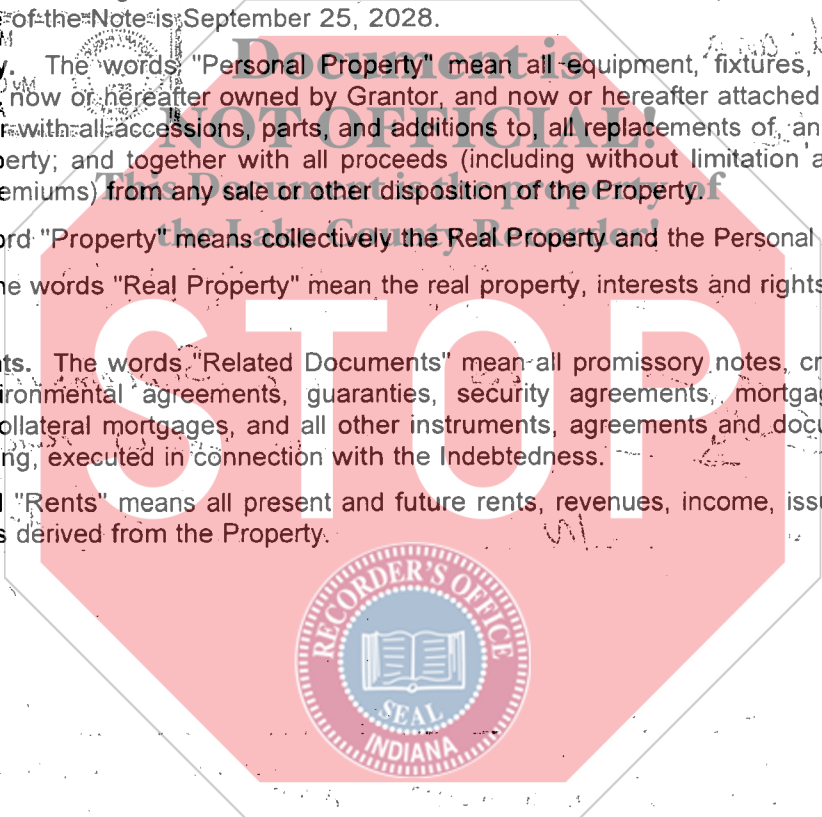 of the Note is September 25, 2028.
The words "Personal Property" mean all equipment, fixtures,
now or hereafter owned by Grantor, and now or hereafter attached
with all accessions, parts, and additions to, all replacements of, an
perty; and together with all proceeds (including without limitation a
emiums) from any sale or other disposition of the Property.
ord "Property" means collectively the Real Property and the Personal
he words "Real Property" mean the real property, interests and rights
ts. The words "Related Documents" mean all promissory notes, cr
ironmental agreements, guaranties, security agreements, mortgag
ollateral mortgages, and all other instruments, agreements and docu
ng, executed in connection with the Indebtedness.
"Rents" means all present and future rents, revenues, income, issu
s derived from the Property.
Document is
NOT OFFICIAL!
This Document is the property of
the Lake County Recorder!
STOP
RECORDER'S OFFICE
SEAL
INDIANA